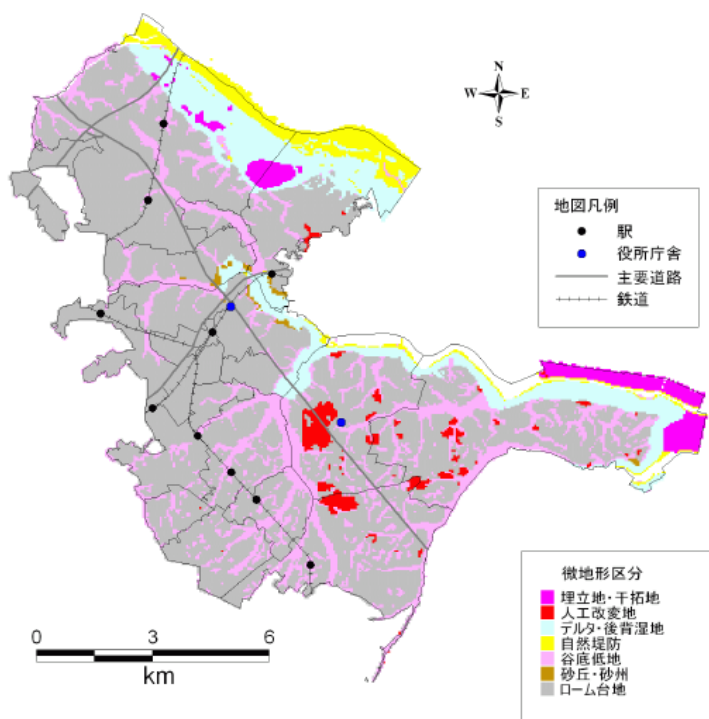 N
W E
S
地図凡例
駅
役所庁舎
主要道路
鉄道
微地形区分
埋立地・干拓地
人工改変地
デルタ・後背湿地
自然堤防
谷底低地
砂丘・砂州
ローム台地
0 3 6
km